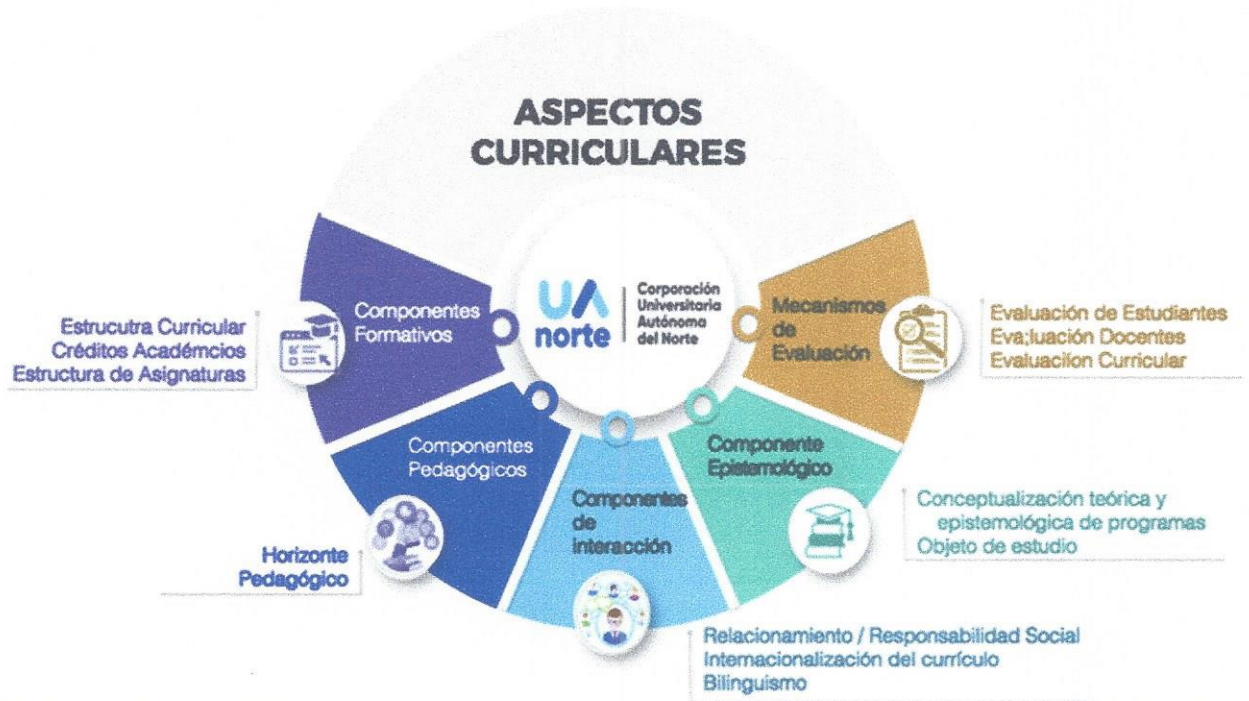 ASPECTOS
CURRICULARES
UA
norte
Corporación
Universitaria
Autónoma
del Norte
Componentes
Formativos
Estrucutra Curricular
Créditos Académcios
Estructura de Asignaturas
Componentes
Pedagógicos
Horizonte
Pedagógico
Componentes
de
interacción
Relacionamiento / Responsabilidad Social
Internacionalización del currículo
Bilinguismo
Componente
Epistemológico
Conceptualización teórica y
epistemológica de programas
Objeto de estudio
Mecanismos
de
Evaluación
Evaluación de Estudiantes
Eva;luación Docentes
Evaluacilon Curricular